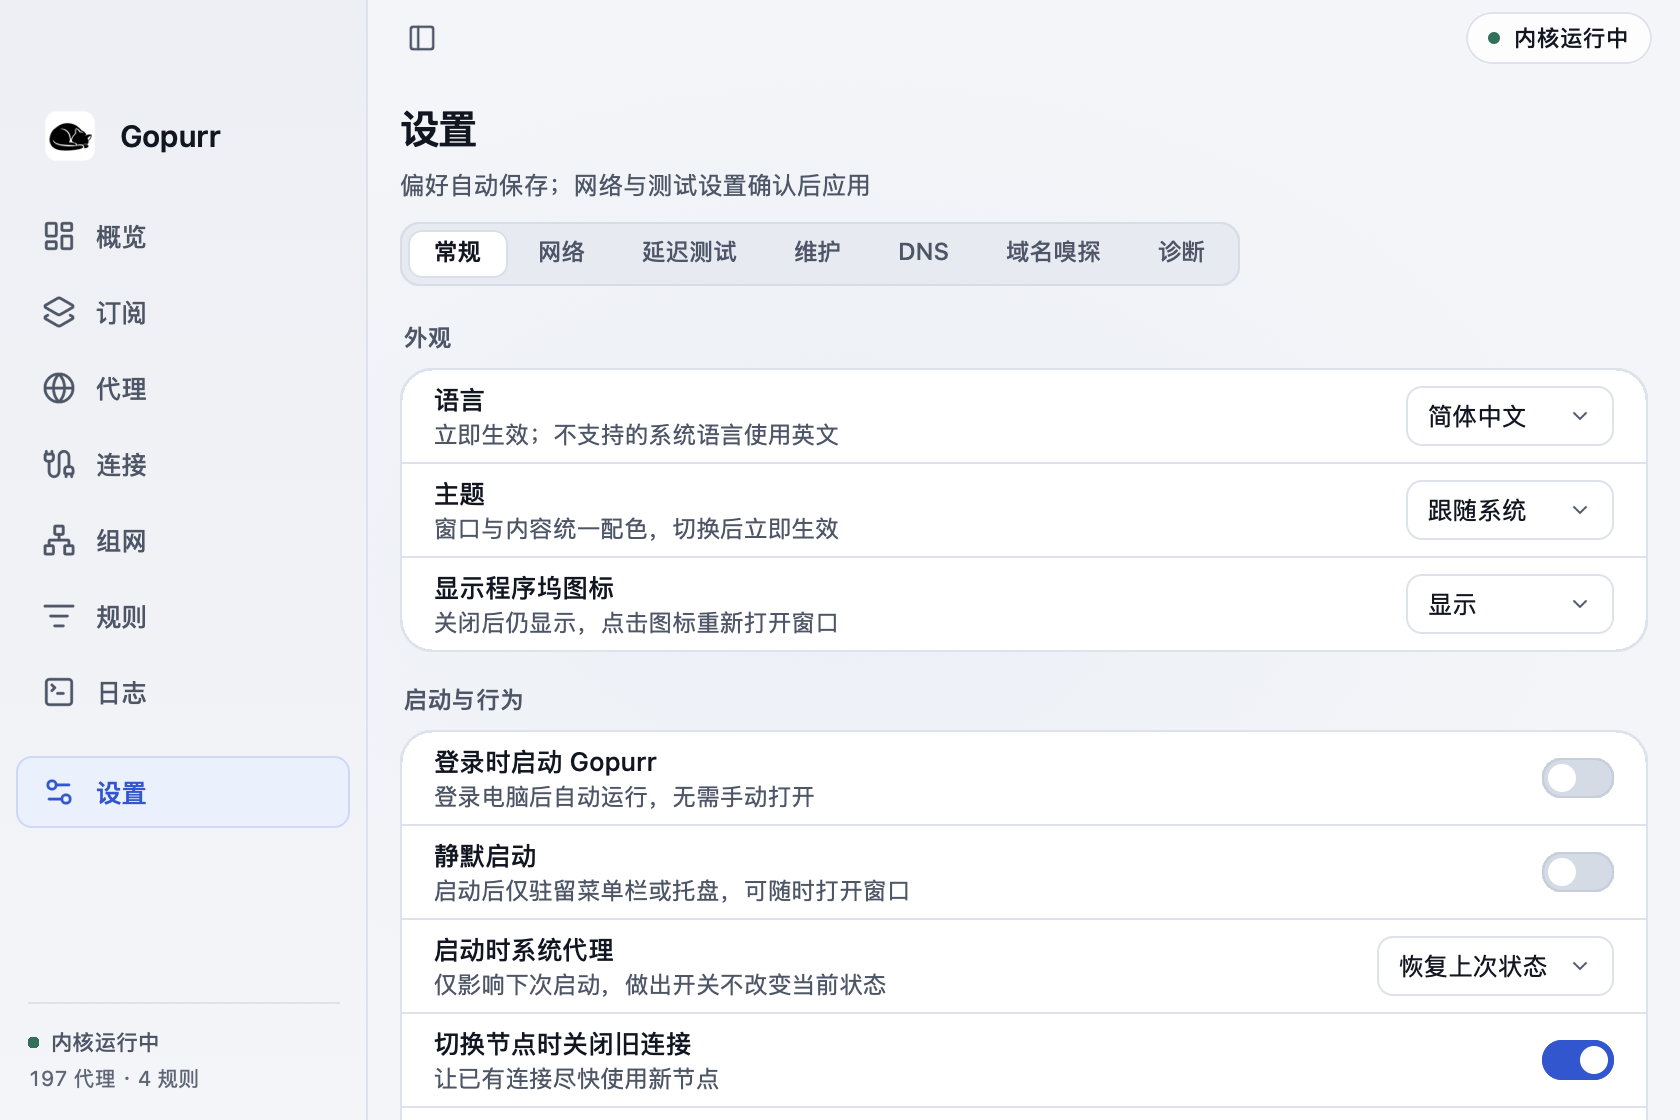 内核运行中
Gopurr
概览
订阅
代理
连接
组网
规则
日志
设置
内核运行中
197 代理 · 4 规则
设置
偏好自动保存；网络与测试设置确认后应用
常规 网络 延迟测试 维护 DNS 域名嗅探 诊断
外观
语言
立即生效；不支持的系统语言使用英文
简体中文
主题
窗口与内容统一配色，切换后立即生效
跟随系统
显示程序坞图标
关闭后仍显示，点击图标重新打开窗口
显示
启动与行为
登录时启动 Gopurr
登录电脑后自动运行，无需手动打开
静默启动
启动后仅驻留菜单栏或托盘，可随时打开窗口
启动时系统代理
仅影响下次启动，做出开关不改变当前状态
恢复上次状态
切换节点时关闭旧连接
让已有连接尽快使用新节点